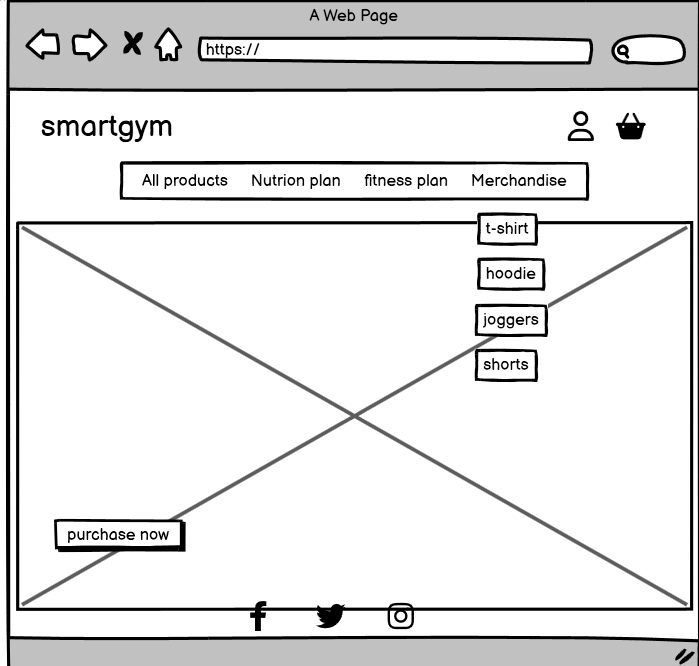 A Web Page
https://
smartgym
All products Nutrion plan fitness plan Merchandise
t-shirt
hoodie
joggers
shorts
purchase now